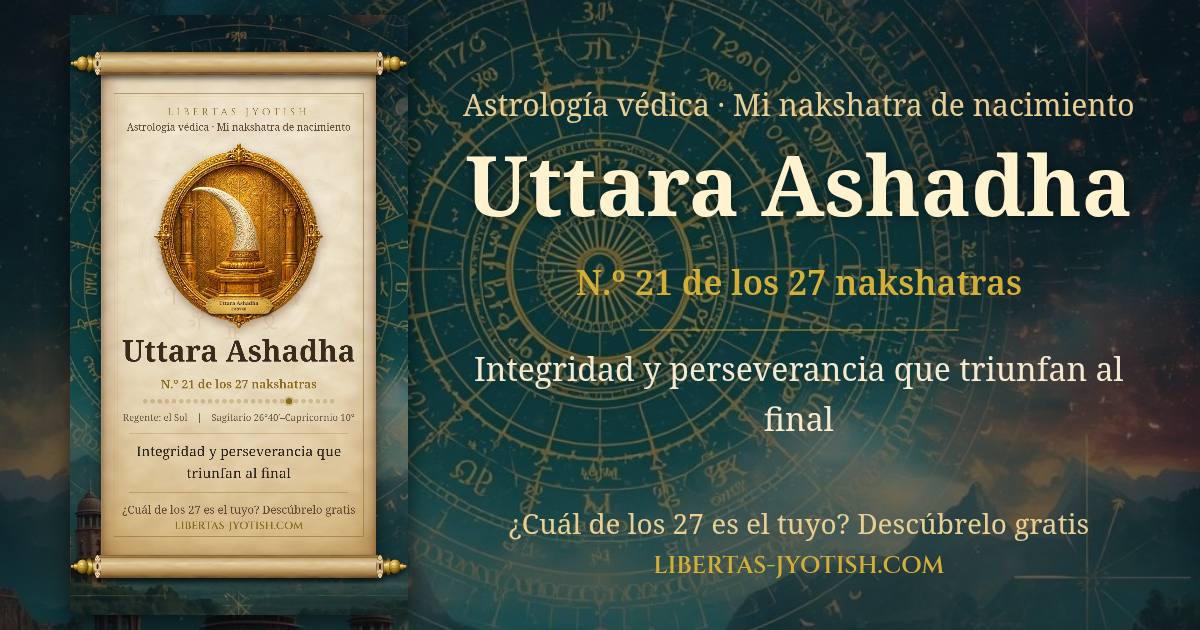 LIBERTAS JYOTISH
Astrología védica · Mi nakshatra de nacimiento
Uttara Ashadha
Uttara Ashadha
N.º 21 de los 27 nakshatras
Regente: el Sol | Sagitario 26°40'–Capricornio 10°
Integridad y perseverancia que
triunfan al final
¿Cuál de los 27 es el tuyo? Descúbrelo gratis
LIBERTAS-JYOTISH.COM
Astrología védica · Mi nakshatra de nacimiento
Uttara Ashadha
N.º 21 de los 27 nakshatras
Integridad y perseverancia que triunfan al
final
¿Cuál de los 27 es el tuyo? Descúbrelo gratis
LIBERTAS-JYOTISH.COM